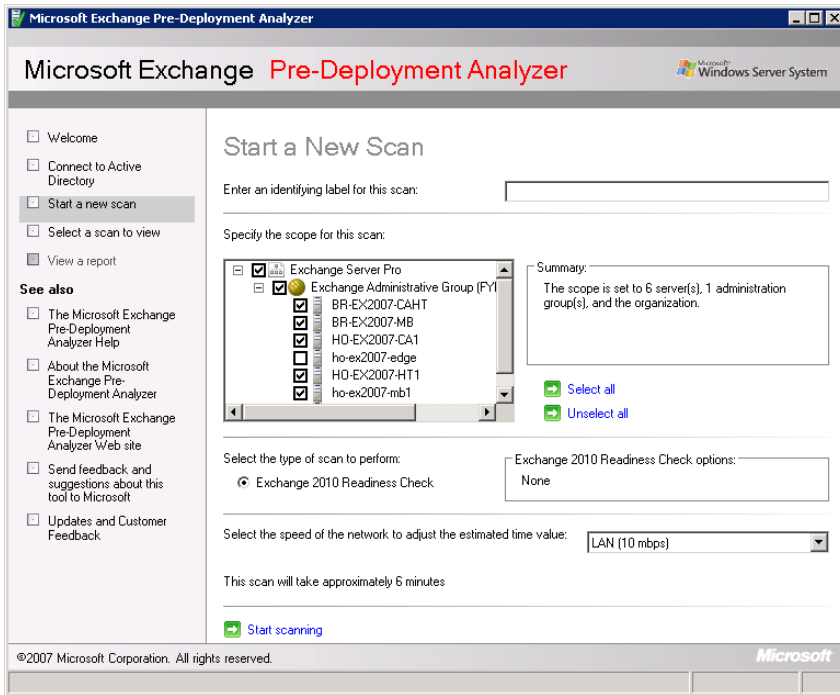 Microsoft Exchange Pre-Deployment Analyzer
Microsoft Exchange Pre-Deployment Analyzer
Microsoft
Windows Server System
Welcome
Connect to Active
Directory
Start a new scan
Select a scan to view
View a report
See also
The Microsoft Exchange
Pre-Deployment
Analyzer Help
About the Microsoft
Exchange Pre-
Deployment Analyzer
The Microsoft Exchange
Pre-Deployment
Analyzer Web site
Send feedback and
suggestions about this
tool to Microsoft
Updates and Customer
Feedback
Start a New Scan
Enter an identifying label for this scan:
Specify the scope for this scan:
Exchange Server Pro
Exchange Administrative Group (FYI
BR-EX2007-CAHT
BR-EX2007-MB
HO-EX2007-CA1
ho-ex2007-edge
HO-EX2007-HT1
ho-ex2007-mb1
Summary:
The scope is set to 6 server(s), 1 administration
group(s), and the organization.
Select all
Unselect all
Select the type of scan to perform:
Exchange 2010 Readiness Check
Exchange 2010 Readiness Check options:
None
Select the speed of the network to adjust the estimated time value:
LAN (10 mbps)
This scan will take approximately 6 minutes
Start scanning
©2007 Microsoft Corporation. All rights reserved.
Microsoft